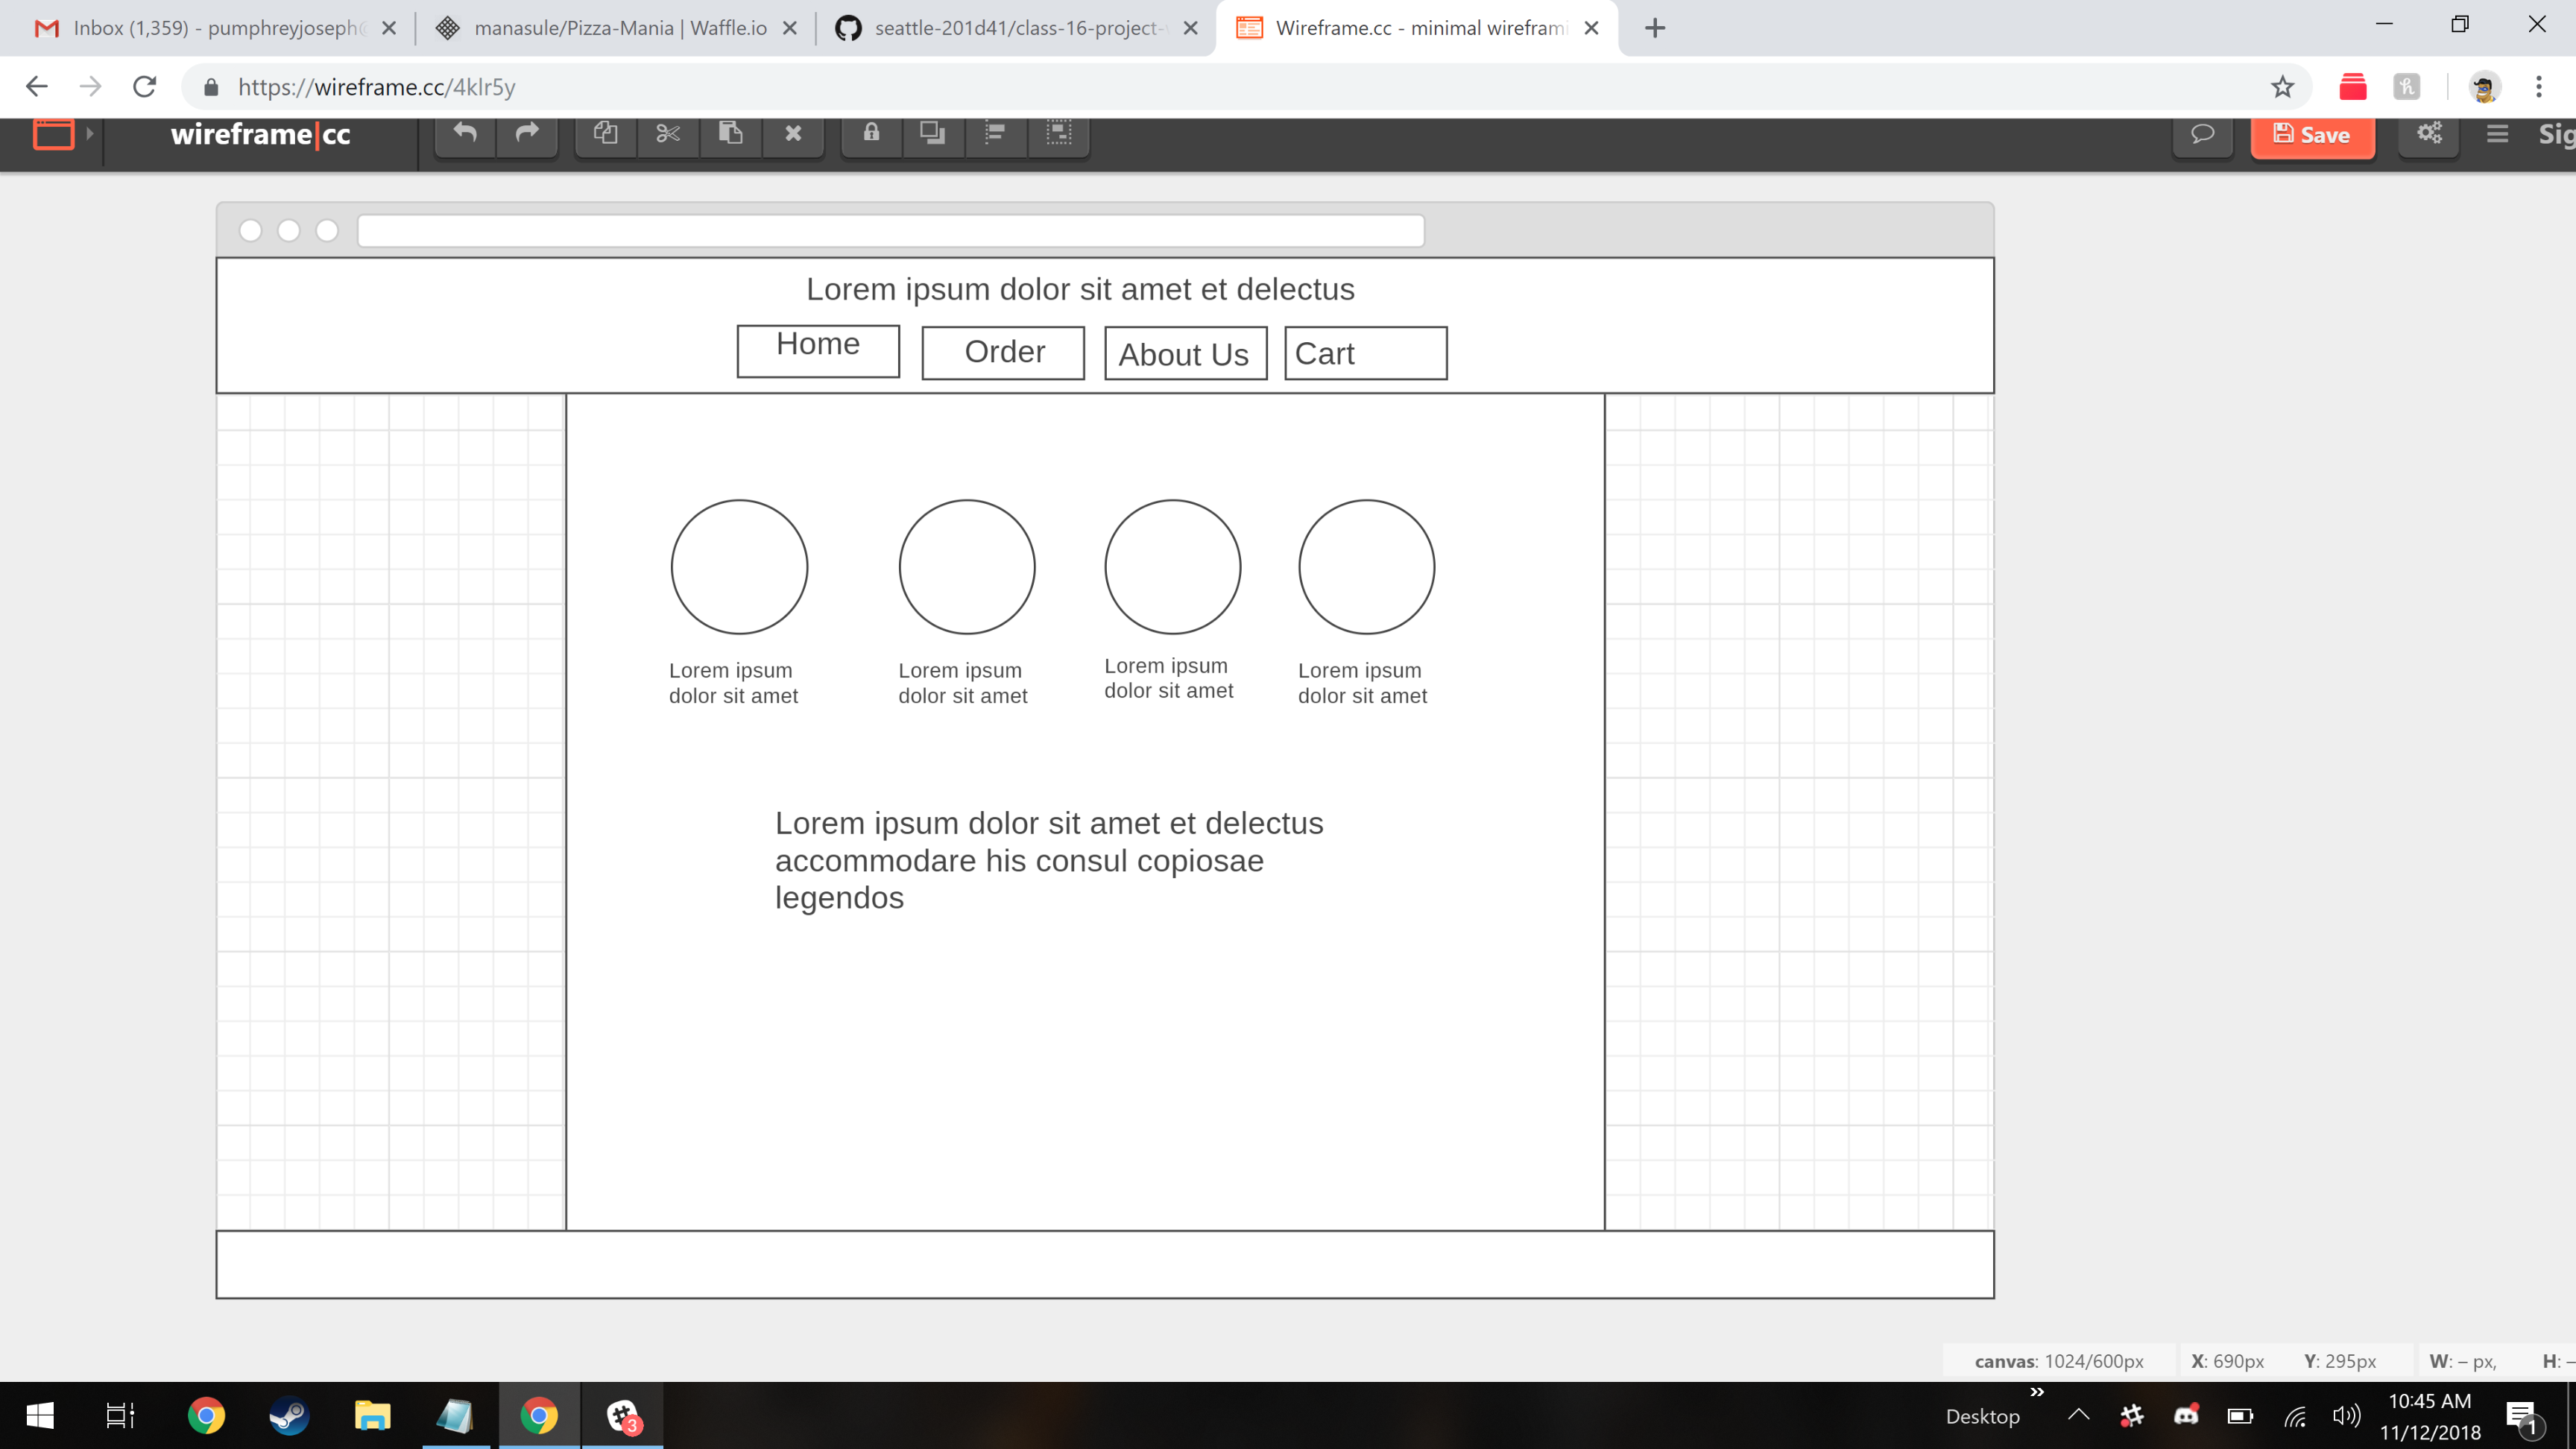 Inbox (1,359) - pumphreyjoseph@
manasule/Pizza-Mania | Waffle.io
seattle-201d41/class-16-project-
Wireframe.cc - minimal wirefram
https://wireframe.cc/4klr5y
wireframe|cc
Save
Sig
Lorem ipsum dolor sit amet et delectus
Home
Order
About Us
Cart
Lorem ipsum
dolor sit amet
Lorem ipsum
dolor sit amet
Lorem ipsum
dolor sit amet
Lorem ipsum
dolor sit amet
Lorem ipsum dolor sit amet et delectus
accommodare his consul copiosae
legendos
canvas: 1024/600px
X: 690px
Y: 295px
W: – px,
H: –
3
Desktop
10:45 AM
11/12/2018
1